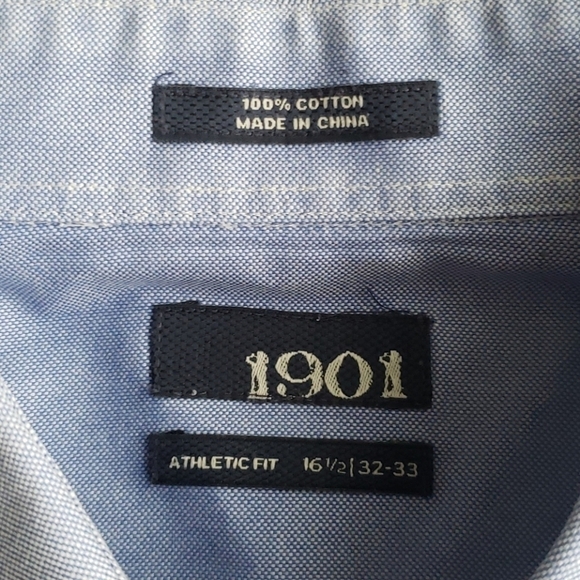 100% COTTON
MADE IN CHINA
1901
ATHLETIC FIT 16 1/2 | 32-33